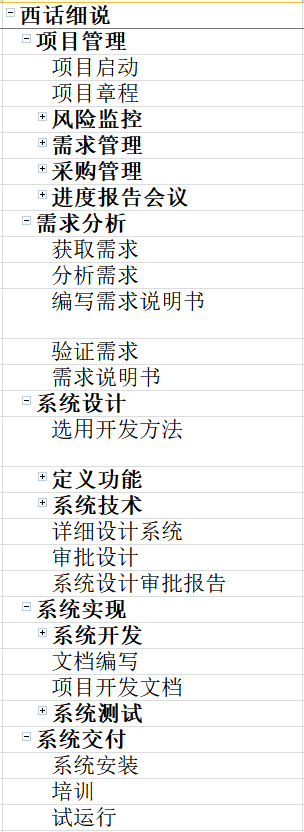 西话细说
项目管理
项目启动
项目章程
风险监控
需求管理
采购管理
进度报告会议
需求分析
获取需求
分析需求
编写需求说明书
验证需求
需求说明书
系统设计
选用开发方法
定义功能
系统技术
详细设计系统
审批设计
系统设计审批报告
系统实现
系统开发
文档编写
项目开发文档
系统测试
系统交付
系统安装
培训
试运行